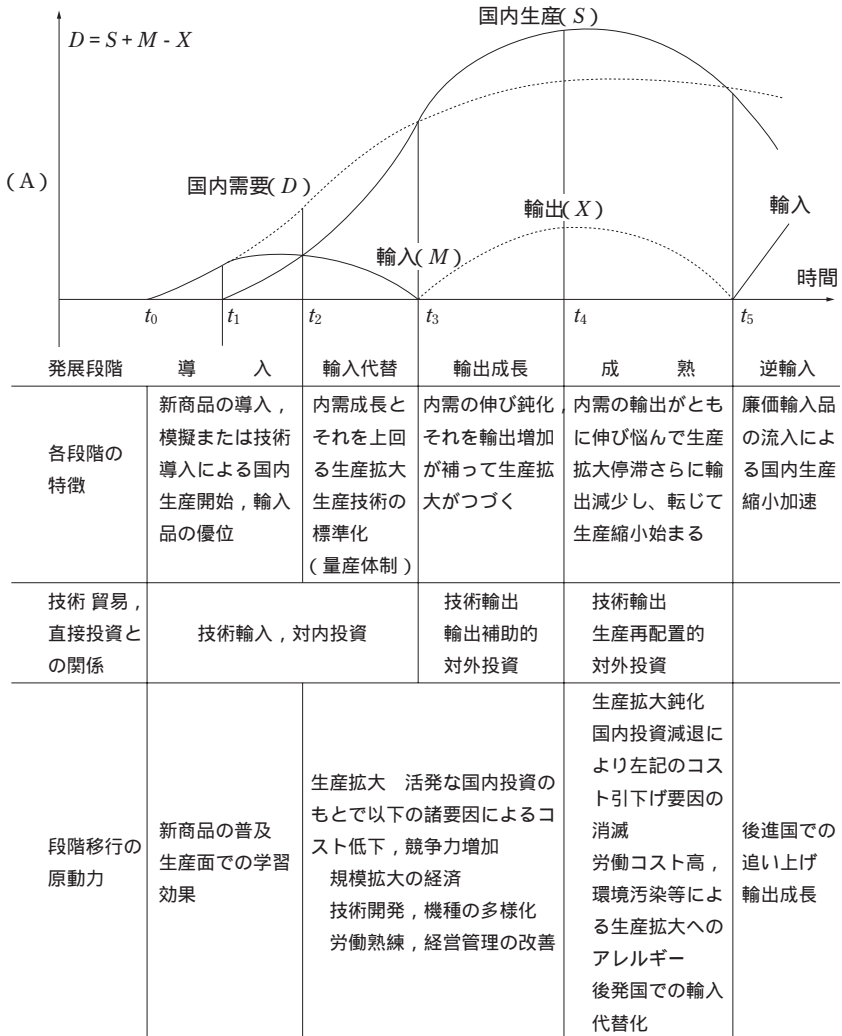 国内生産(S)
D = S + M - X
(A)
国内需要(D)
輸出(X)
輸入
輸入(M)
時間
t0 t1 t2 t3 t4 t5
発展段階 導 入 輸入代替 輸出成長 成 熟 逆輸入
各段階の
特徴
新商品の導入，
模擬または技術
導入による国内
生産開始，輸入
品の優位
内需成長と
それを上回
る生産拡大
生産技術の
標準化
(量産体制)
内需の伸び鈍化，
それを輸出増加
が補って生産拡
大がつづく
内需の輸出がとも
に伸び悩んで生産
拡大停滞さらに輸
出減少し、転じて
生産縮小始まる
廉価輸入品
の流入によ
る国内生産
縮小加速
技術 貿易，
直接投資と
の関係
技術輸入，対内投資
技術輸出
輸出補助的
対外投資
技術輸出
生産再配置的
対外投資
段階移行の
原動力
新商品の普及
生産面での学習
効果
生産拡大 活発な国内投資の
もとで以下の諸要因によるコ
スト低下，競争力増加
規模拡大の経済
技術開発，機種の多様化
労働熟練，経営管理の改善
生産拡大鈍化
国内投資減退に
より左記のコス
ト引下げ要因の
消滅
労働コスト高，
環境汚染等によ
る生産拡大への
アレルギー
後発国での輸入
代替化
後進国での
追い上げ
輸出成長